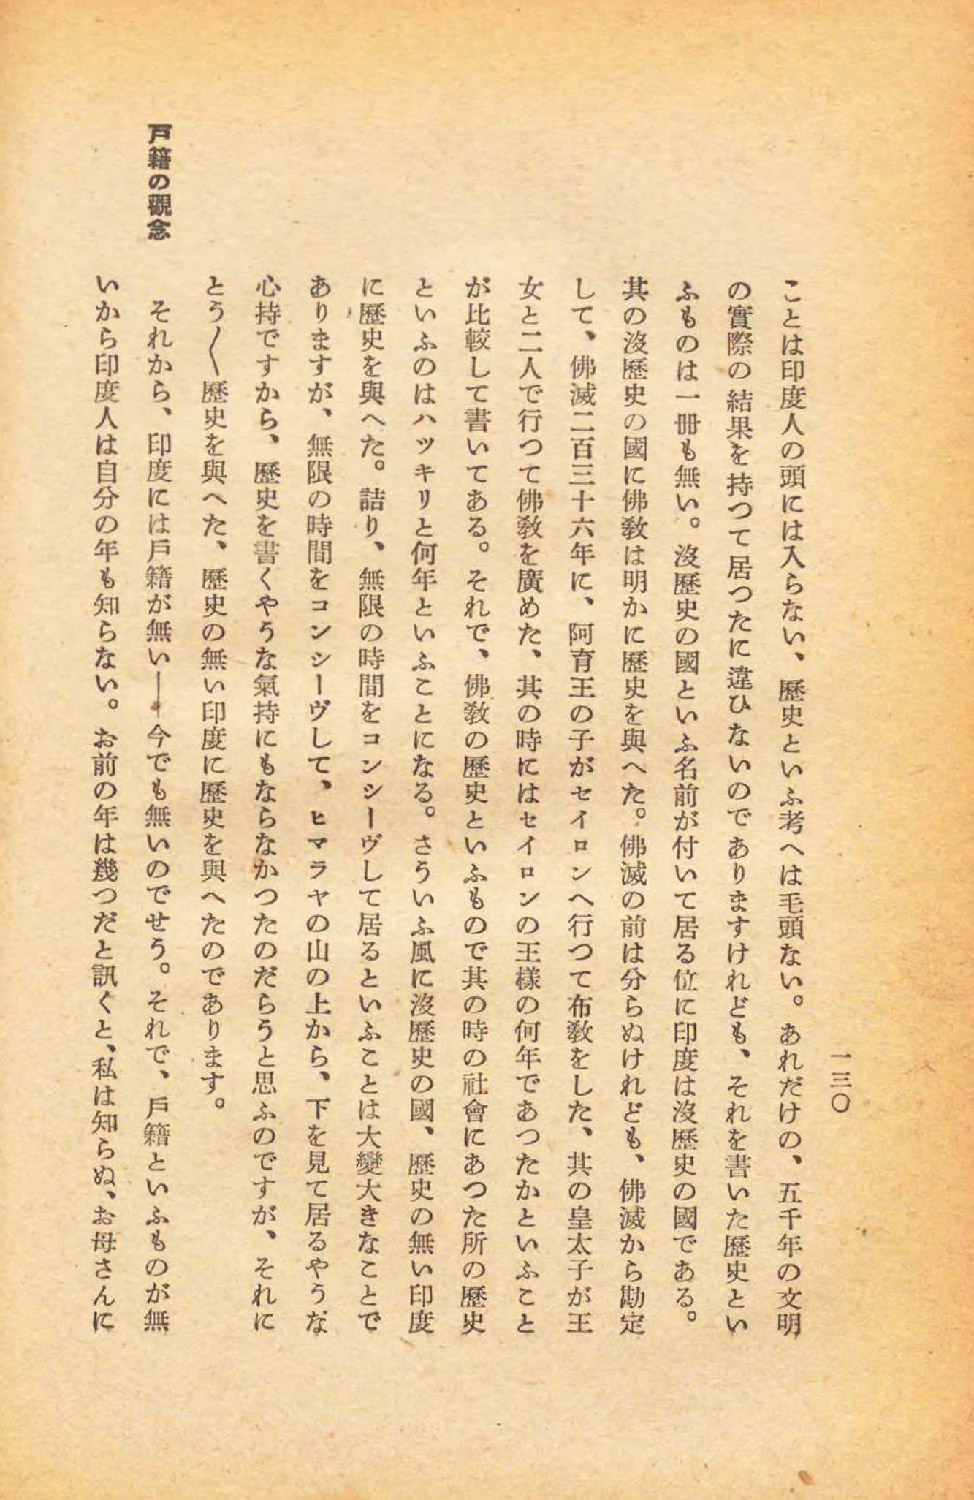 一三〇
ことは印度人の頭には入らない、歷史といふ考へは毛頭ない。あれだけの、五千年の文明
の實際の結果を持つて居つたに違ひないのでありますけれども、それを書いた歷史とい
ふものは一冊も無い。沒歷史の國といふ名前が付いて居る位に印度は沒歷史の國である。
其の沒歷史の國に佛敎は明かに歷史を與へた。佛滅の前は分らぬけれども、佛滅から勘定
して、佛滅二百三十六年に、阿育王の子がセイロンへ行つて布敎をした、其の皇太子が王
女と二人で行つて佛敎を廣めた、其の時にはセイロンの王樣の何年であつたかといふこと
が比較して書いてある。それで、佛敎の歷史といふもので其の時の社會にあつた所の歷史
といふのはハツキリと何年といふことになる。さういふ風に沒歷史の國、歷史の無い印度
に歷史を與へた。詰り、無限の時間をコンシーヴして居るといふことは大變大きなことで
ありますが、無限の時間をコンシーヴして、ヒマラヤの山の上から、下を見て居るやうな
心持ですから、歷史を書くやうな氣持にもならなかつたのだらうと思ふのですが、それに
とう〱歷史を與へた、歷史の無い印度に歷史を與へたのであります。
戶籍の觀念
それから、印度には戶籍が無い――今でも無いのでせう。それで、戶籍といふものが無
いから印度人は自分の年も知らない。お前の年は幾つだと訊くと、私は知らぬ、お母さんに